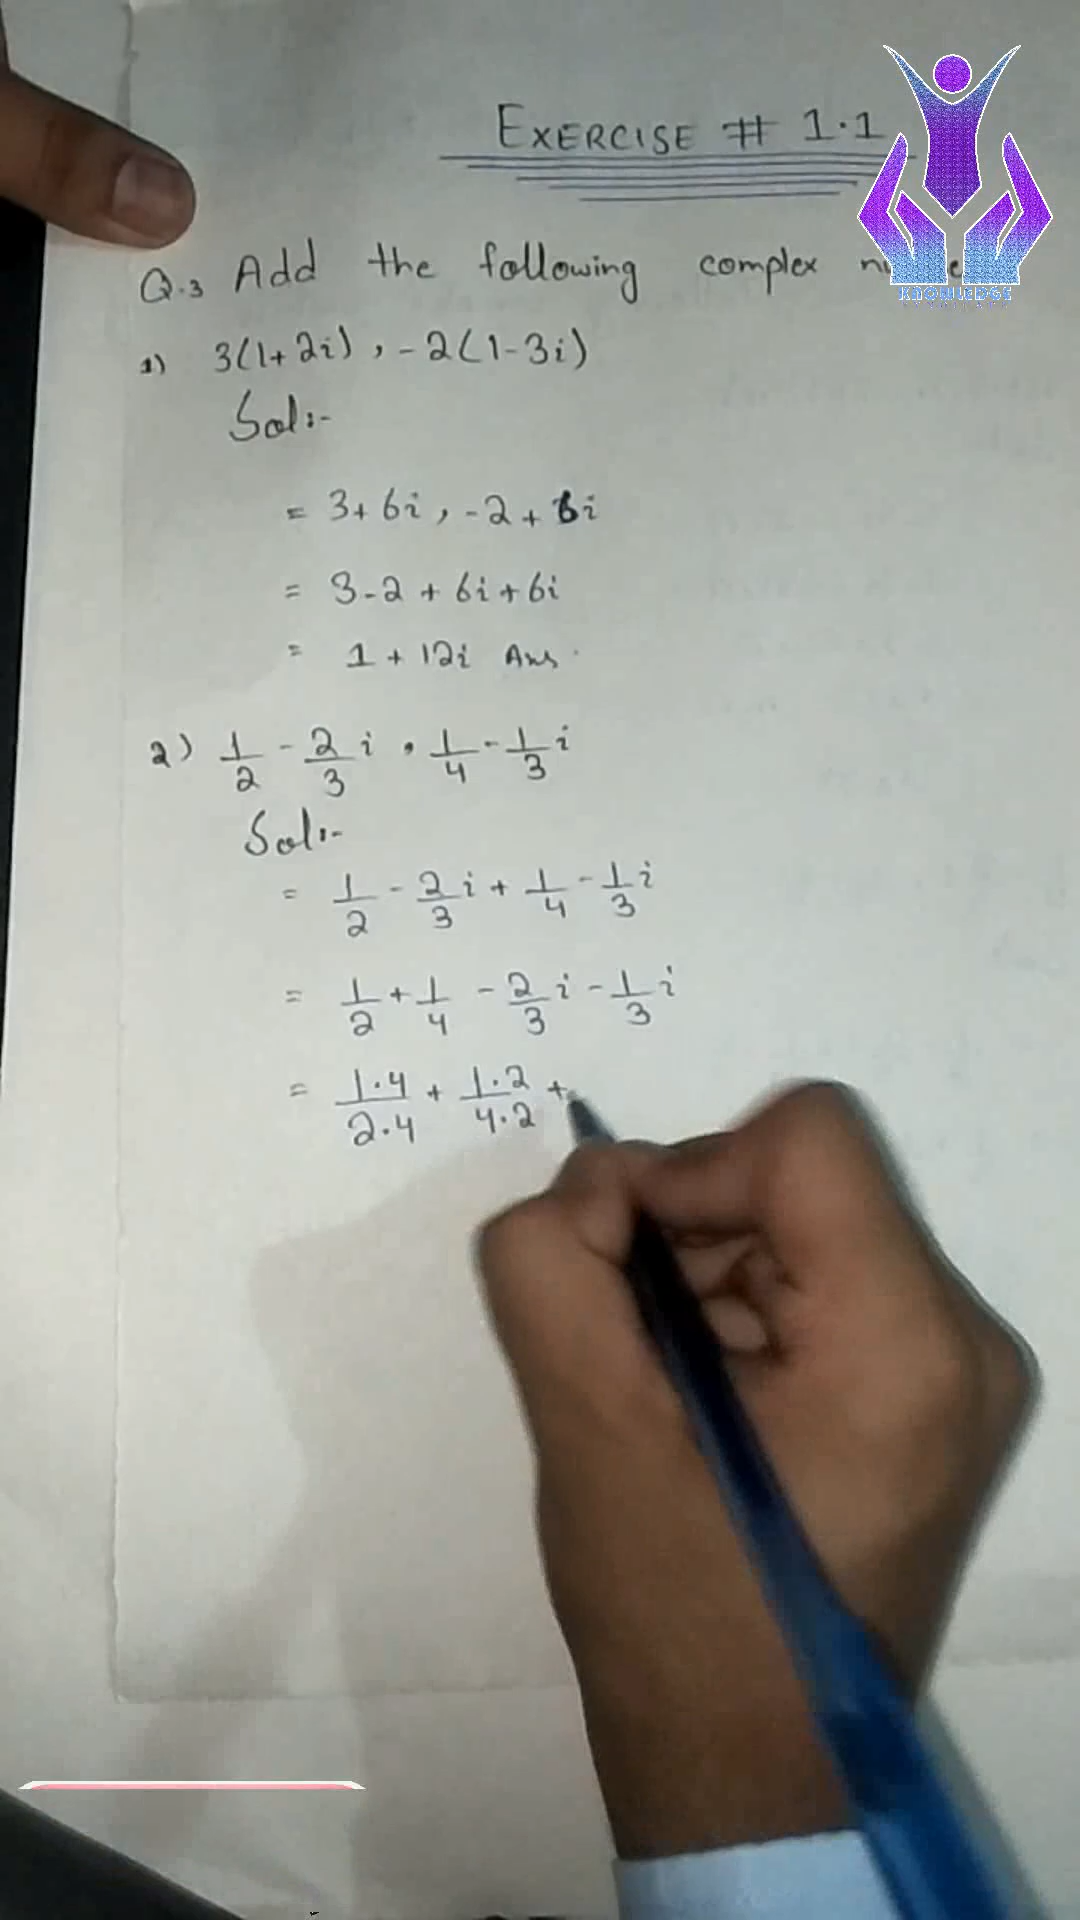 EXERCISE # 1.1
Q.3 Add the following complex
1) 3(1+2i), -2(1-3i)
Sol:-
= 3+6i, -2+6i
= 3-2+6i+6i
= 1+12i Ans.
2) 1/2 - 2/3 i, 1/4 - 1/3 i
Sol:-
= 1/2 - 2/3 i + 1/4 - 1/3 i
= 1/2 + 1/4 - 2/3 i - 1/3 i
= 1.4/2.4 + 1.2/4.2 +
KNOWLEDGE